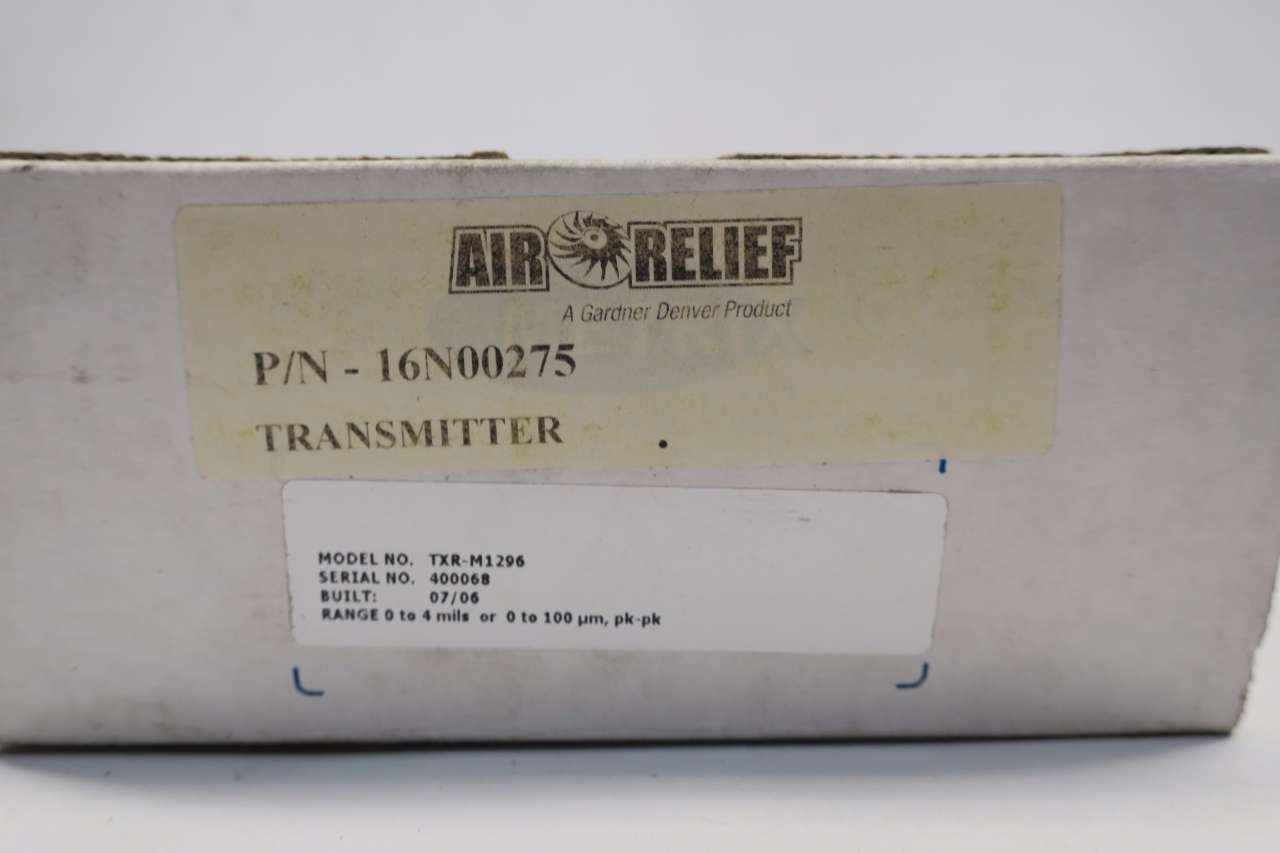 AIR RELIEF
A Gardner Denver Product
P/N - 16N00275
TRANSMITTER
MODEL NO. TXR-M1296
SERIAL NO. 400068
BUILT: 07/06
RANGE 0 to 4 mils or 0 to 100 µm, pk-pk